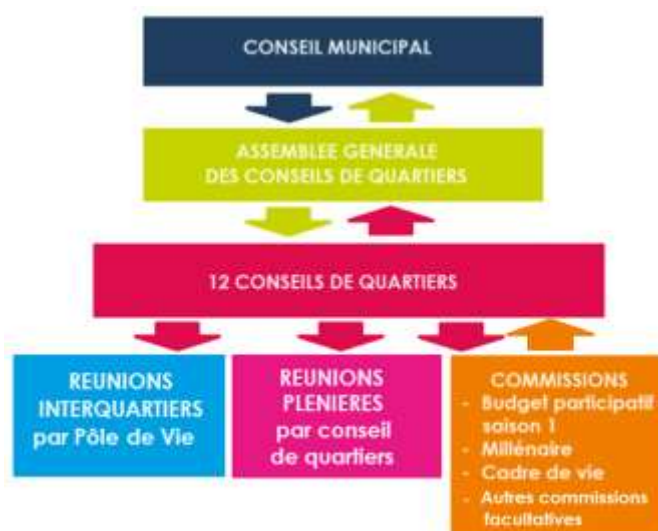 CONSEIL MUNICIPAL
ASSEMBLEE GENERALE
DES CONSEILS DE QUARTIERS
12 CONSEILS DE QUARTIERS
REUNIONS
INTERQUARTIERS
par Pôle de Vie
REUNIONS
PLENIERES
par conseil
de quartiers
COMMISSIONS
- Budget participatif
saison 1
- Millénaire
- Cadre de vie
- Autres commissions
facultatives